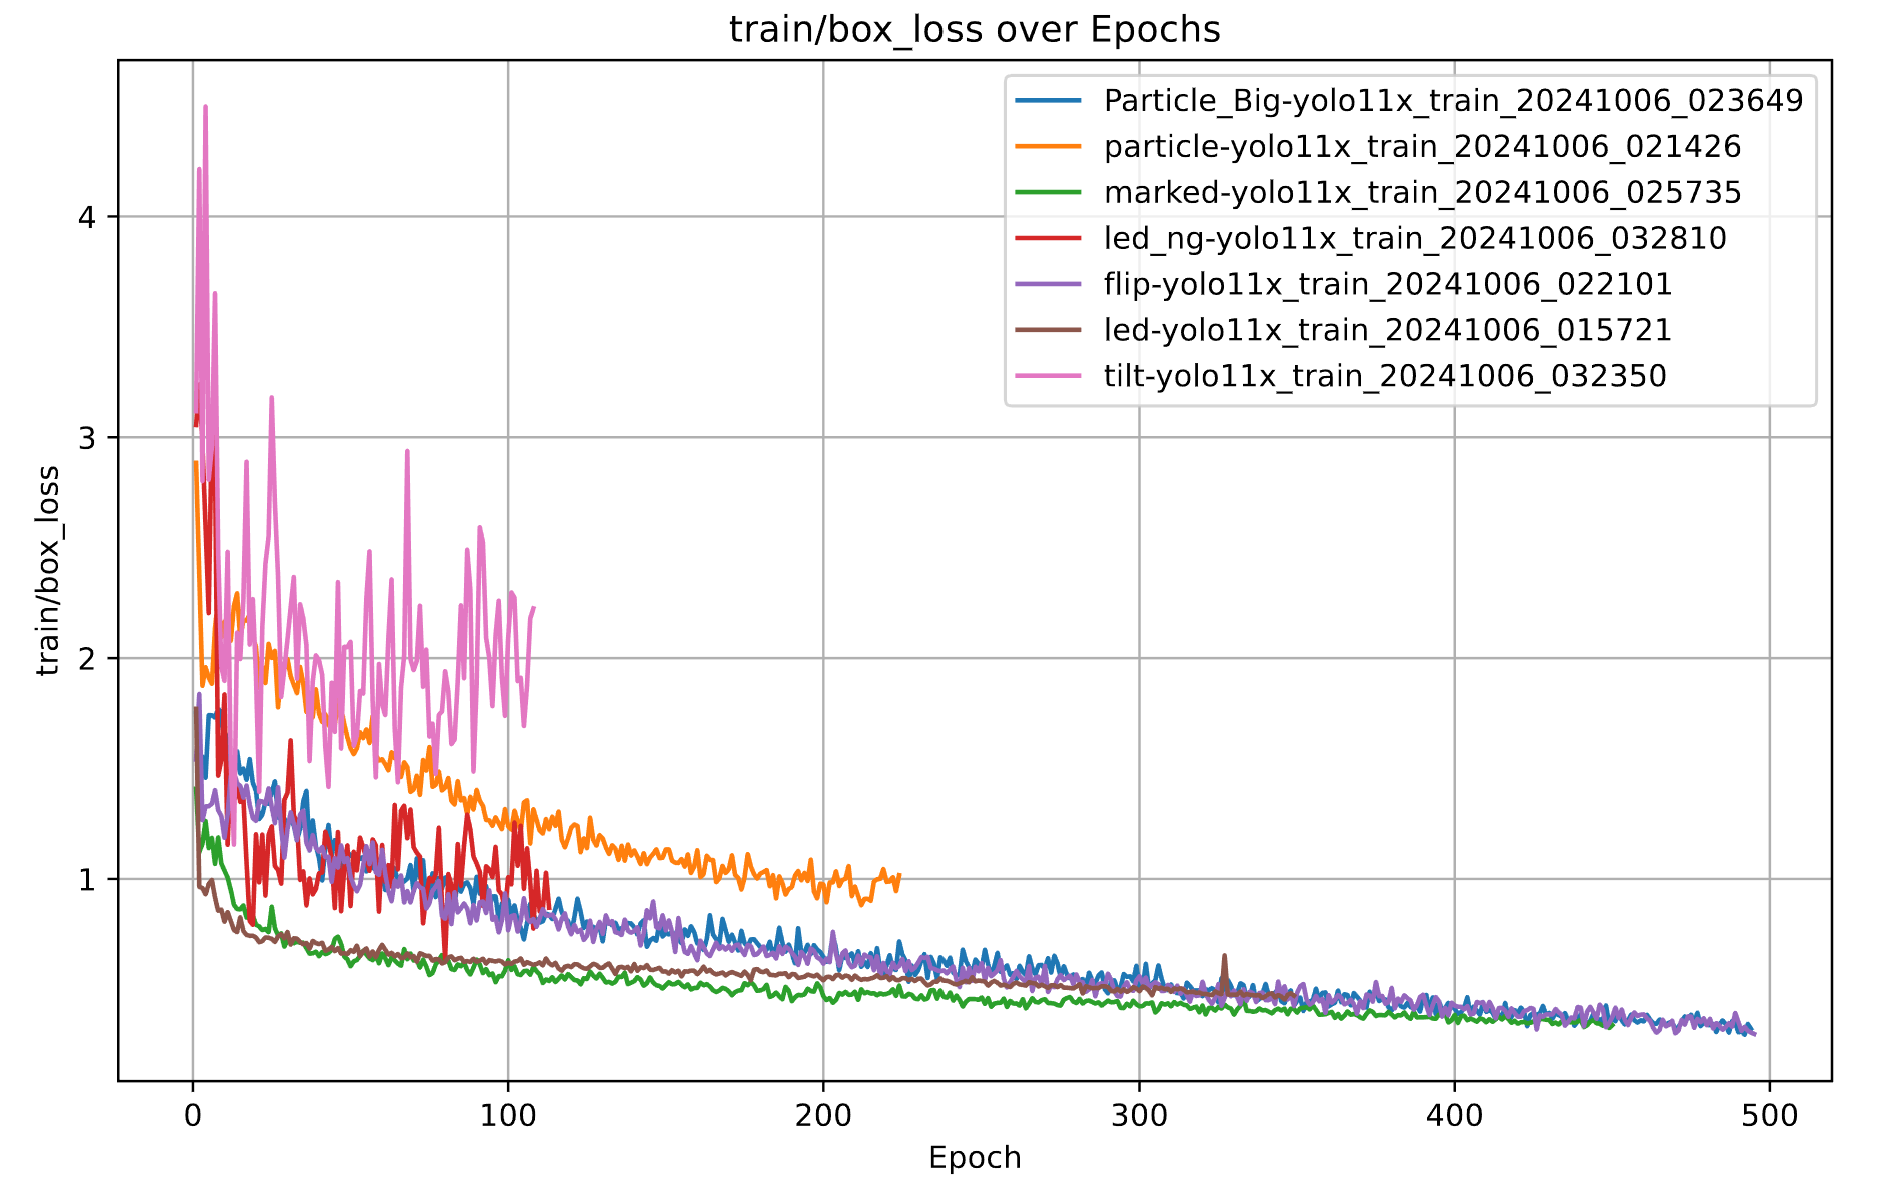 train/box_loss over Epochs
Particle_Big-yolo11x_train_20241006_023649
particle-yolo11x_train_20241006_021426
marked-yolo11x_train_20241006_025735
led_ng-yolo11x_train_20241006_032810
flip-yolo11x_train_20241006_022101
led-yolo11x_train_20241006_015721
tilt-yolo11x_train_20241006_032350
train/box_loss
4
3
2
1
0 100 200 300 400 500
Epoch